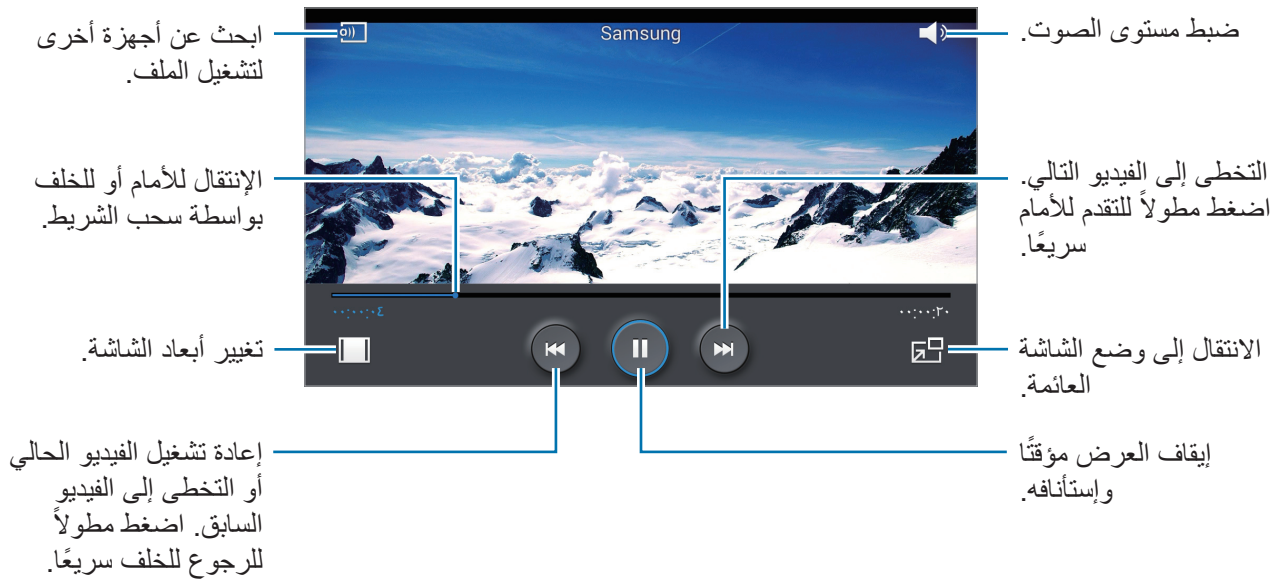 ضبط مستوى الصوت.
Samsung
ابحث عن أجهزة أخرى
لتشغيل الملف.
التخطى إلى الفيديو التالي.
اضغط مطولاً للتقدم للأمام
سريعًا.
الإنتقال للأمام أو للخلف
بواسطة سحب الشريط.
٠٠:٠٠:٠٤
٠٠:٠٠:٢٠
الانتقال إلى وضع الشاشة
العائمة.
تغيير أبعاد الشاشة.
إيقاف العرض مؤقتًا
وإستأنافه.
إعادة تشغيل الفيديو الحالي
أو التخطى إلى الفيديو
السابق. اضغط مطولاً
للرجوع للخلف سريعًا.